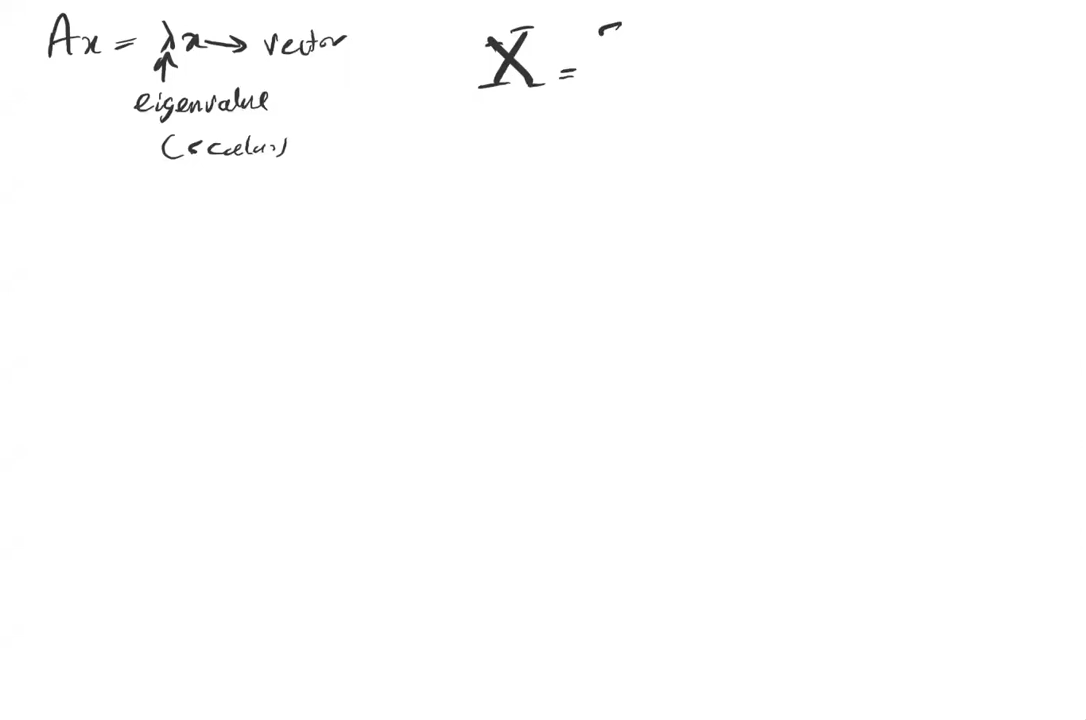 Ax = λx → vector
↑
eigenvalue
(scalar)
X =